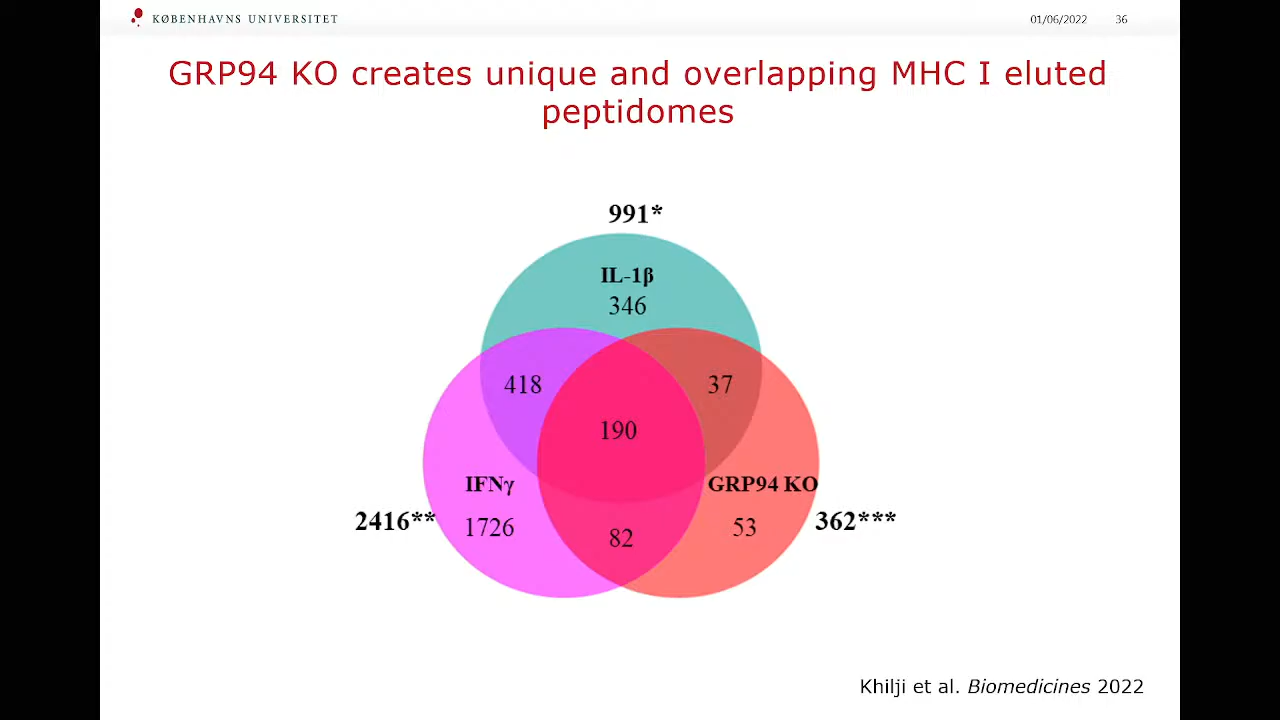 KØBENHAVNS UNIVERSITET
01/06/2022 36
GRP94 KO creates unique and overlapping MHC I eluted
peptidomes
991*
IL-1β
346
418
37
190
IFNγ
GRP94 KO
2416**
1726
82
53
362***
Khilji et al. Biomedicines 2022